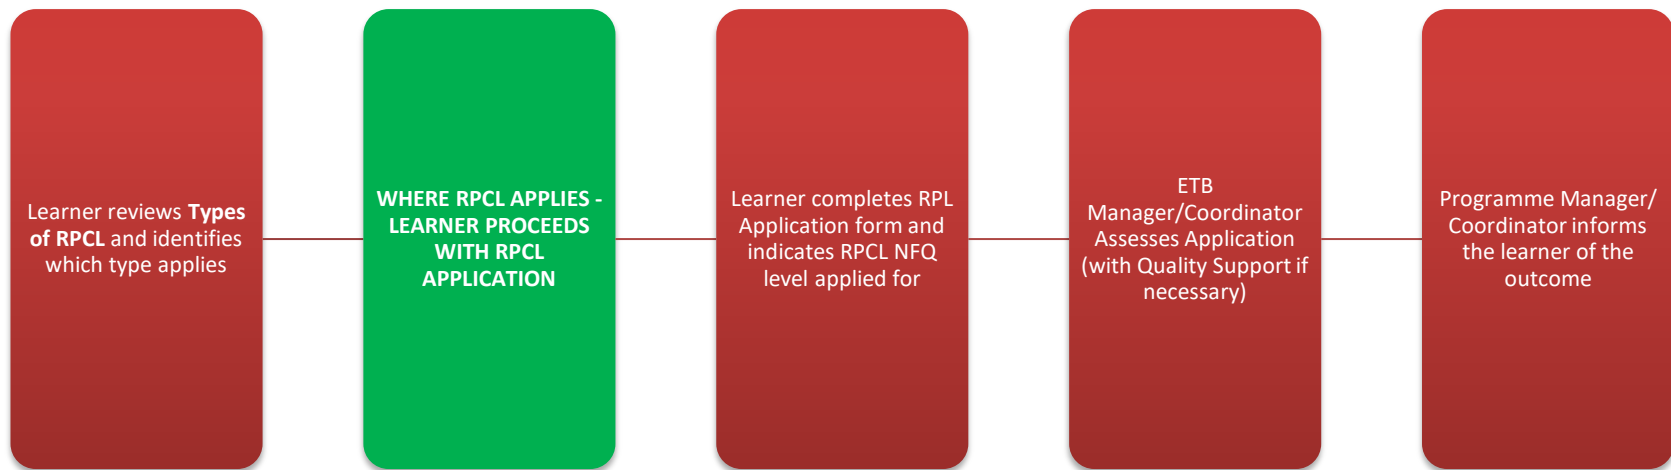 Learner reviews Types
of RPCL and identifies
which type applies
WHERE RPCL APPLIES -
LEARNER PROCEEDS
WITH RPCL
APPLICATION
Learner completes RPL
Application form and
indicates RPCL NFQ
level applied for
ETB
Manager/Coordinator
Assesses Application
(with Quality Support if
necessary)
Programme Manager/
Coordinator informs
the learner of the
outcome